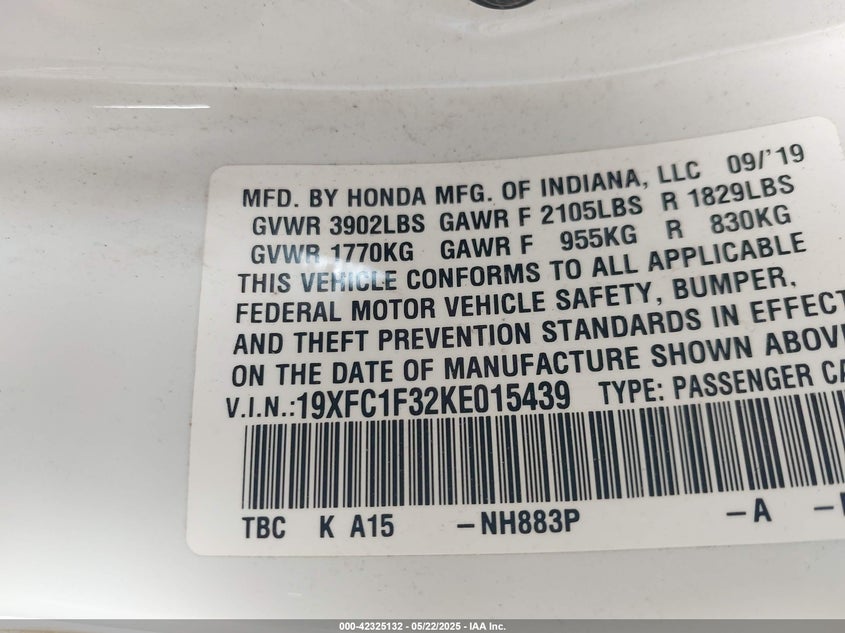 MFD. BY HONDA MFG. OF INDIANA, LLC 09/'19
GVWR 3902LBS GAWR F 2105LBS R 1829LBS
GVWR 1770KG GAWR F 955KG R 830KG
THIS VEHICLE CONFORMS TO ALL APPLICABLE
FEDERAL MOTOR VEHICLE SAFETY, BUMPER,
AND THEFT PREVENTION STANDARDS IN EFFECT
ON THE DATE OF MANUFACTURE SHOWN ABOV
V.I.N.:19XFC1F32KE015439 TYPE: PASSENGER CA
TBC K A15 -NH883P -A -
000-42325132 - 05/22/2025 - IAA Inc.